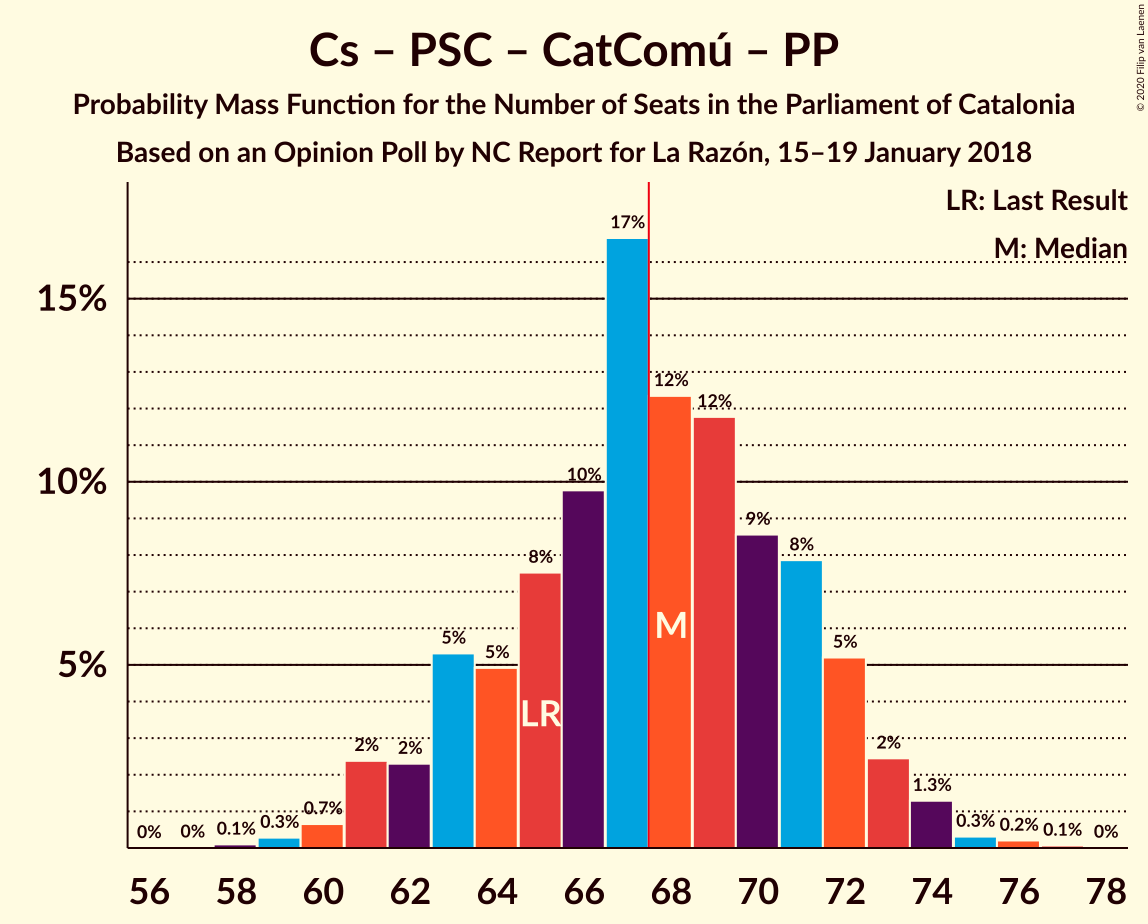 Cs – PSC – CatComú – PP
Probability Mass Function for the Number of Seats in the Parliament of Catalonia
Based on an Opinion Poll by NC Report for La Razón, 15–19 January 2018
© 2020 Filip van Laenen
LR: Last Result
M: Median
15%
10%
5%
0%
0%
0.1%
0.3%
0.7%
2%
2%
5%
5%
8%
10%
17%
12%
12%
9%
8%
5%
2%
1.3%
0.3%
0.2%
0.1%
0%
LR
M
56 58 60 62 64 66 68 70 72 74 76 78